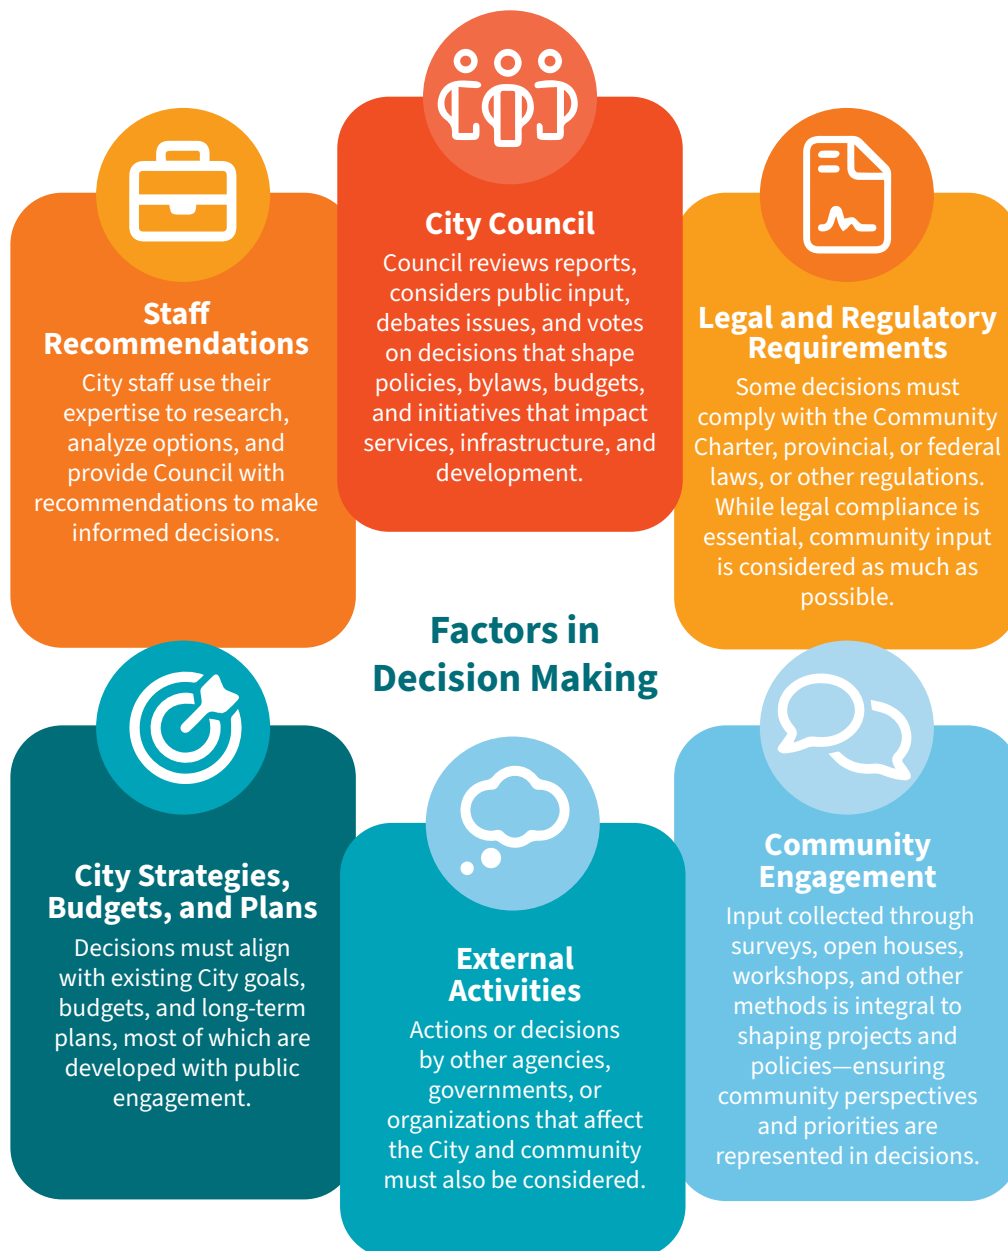 City Council
Council reviews reports,
considers public input,
debates issues, and votes
on decisions that shape
policies, bylaws, budgets,
and initiatives that impact
services, infrastructure, and
development.
Staff
Recommendations
City staff use their
expertise to research,
analyze options, and
provide Council with
recommendations to make
informed decisions.
Legal and Regulatory
Requirements
Some decisions must
comply with the Community
Charter, provincial, or federal
laws, or other regulations.
While legal compliance is
essential, community input
is considered as much as
possible.
Factors in
Decision Making
City Strategies,
Budgets, and Plans
Decisions must align
with existing City goals,
budgets, and long-term
plans, most of which are
developed with public
engagement.
External
Activities
Actions or decisions
by other agencies,
governments, or
organizations that affect
the City and community
must also be considered.
Community
Engagement
Input collected through
surveys, open houses,
workshops, and other
methods is integral to
shaping projects and
policies—ensuring
community perspectives
and priorities are
represented in decisions.